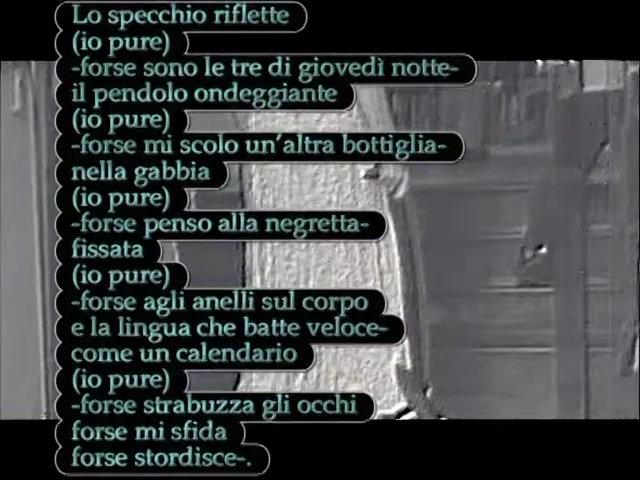 Lo specchio riflette
(io pure)
-forse sono le tre di giovedì notte-
il pendolo ondeggiante
(io pure)
-forse mi scolo un'altra bottiglia-
nella gabbia
(io pure)
-forse penso alla negretta-
fissata
(io pure)
-forse agli anelli sul corpo
e la lingua che batte veloce-
come un calendario
(io pure)
-forse strabuzza gli occhi
forse mi sfida
forse stordisce-.